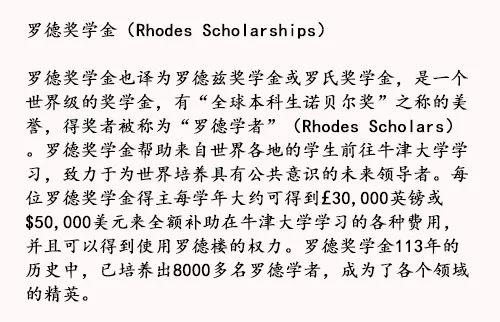 罗德奖学金（Rhodes Scholarships）
罗德奖学金也译为罗德兹奖学金或罗氏奖学金，是一个
世界级的奖学金，有“全球本科生诺贝尔奖”之称的美
誉，得奖者被称为“罗德学者”（Rhodes Scholars）
。罗德奖学金帮助来自世界各地的学生前往牛津大学学
习，致力于为世界培养具有公共意识的未来领导者。每
位罗德奖学金得主每学年大约可得到£30,000英镑或
$50,000美元来全额补助在牛津大学学习的各种费用，
并且可以得到使用罗德楼的权力。罗德奖学金113年的
历史中，已培养出8000多名罗德学者，成为了各个领域
的精英。